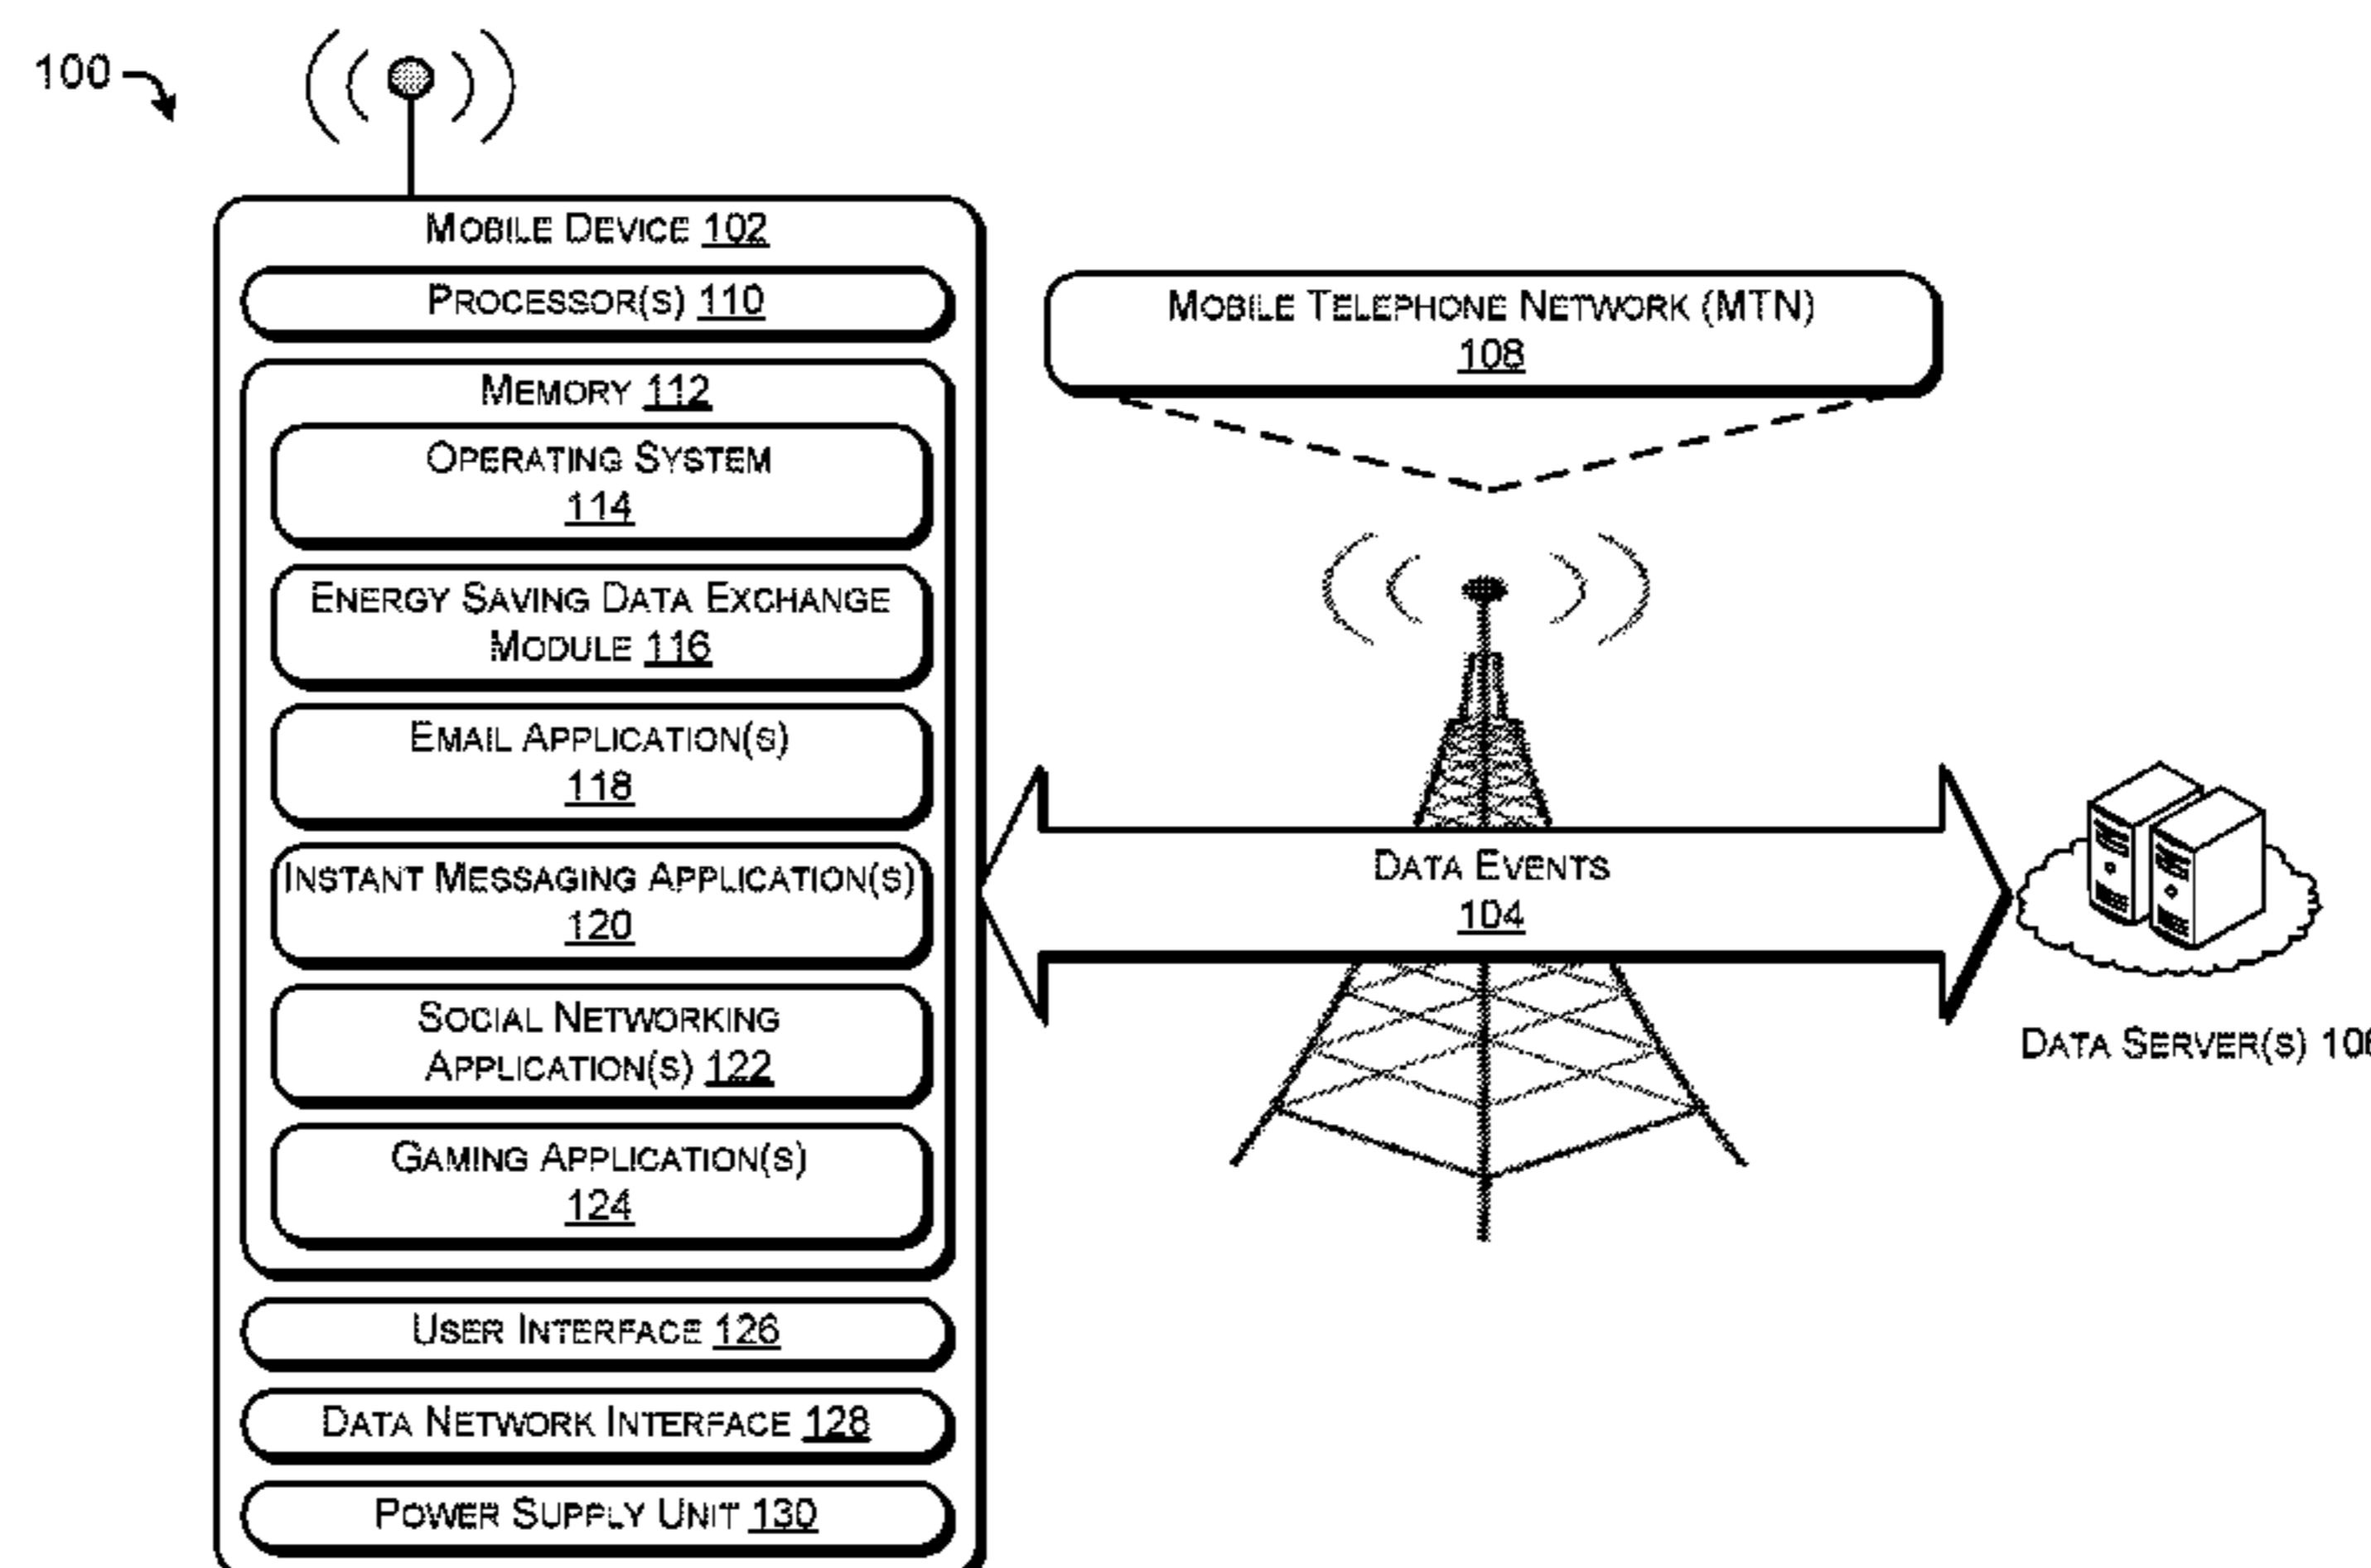 100
MOBILE DEVICE 102
PROCESSOR(S) 110
MEMORY 112
OPERATING SYSTEM
114
ENERGY SAVING DATA EXCHANGE
MODULE 116
EMAIL APPLICATION(S)
118
INSTANT MESSAGING APPLICATION(S)
120
SOCIAL NETWORKING
APPLICATION(S) 122
GAMING APPLICATION(S)
124
USER INTERFACE 126
DATA NETWORK INTERFACE 128
POWER SUPPLY UNIT 130
MOBILE TELEPHONE NETWORK (MTN)
108
DATA EVENTS
104
DATA SERVER(S)